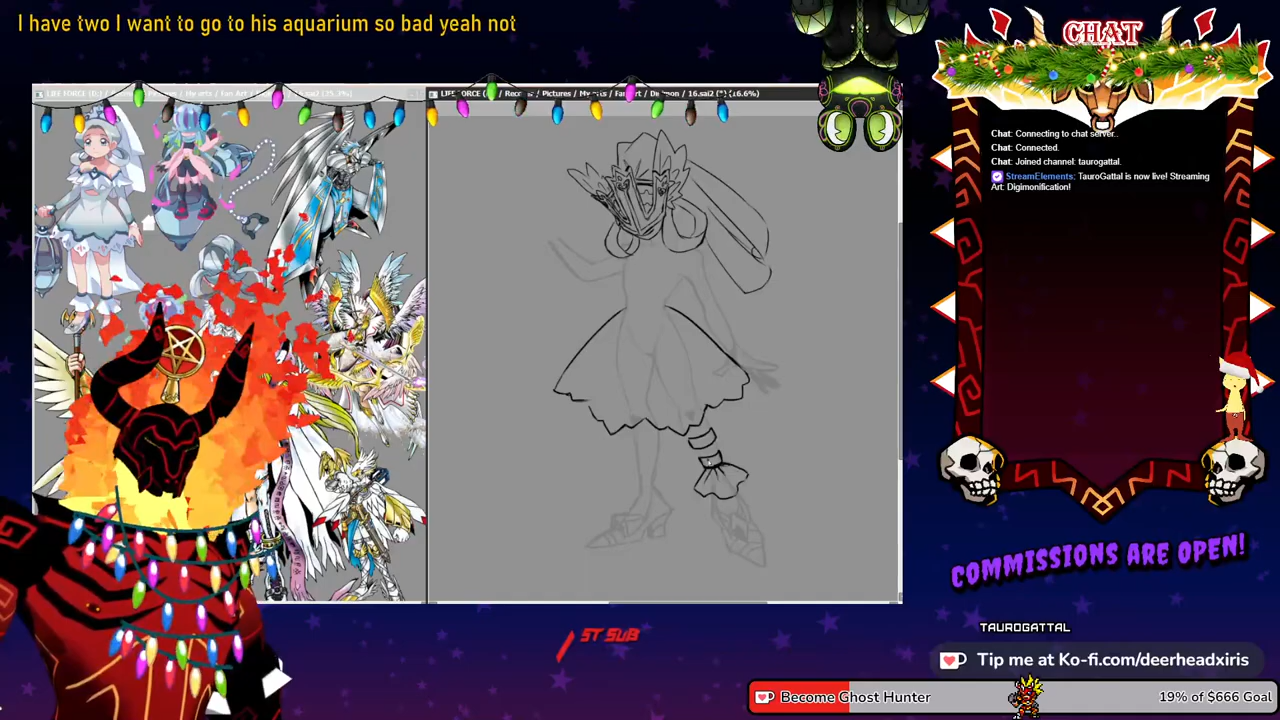 I have two I want to go to his aquarium so bad yeah not
CHAT
Chat: Connecting to chat server..
Chat: Connected.
Chat: Joined channel: taurogattal.
StreamElements: TauroGattal is now live! Streaming
Art: Digimonification!
COMMISSIONS ARE OPEN!
TAUROGATTAL
Tip me at Ko-fi.com/deerheadxiris
Become Ghost Hunter
19% of $666 Goal
ST SUB